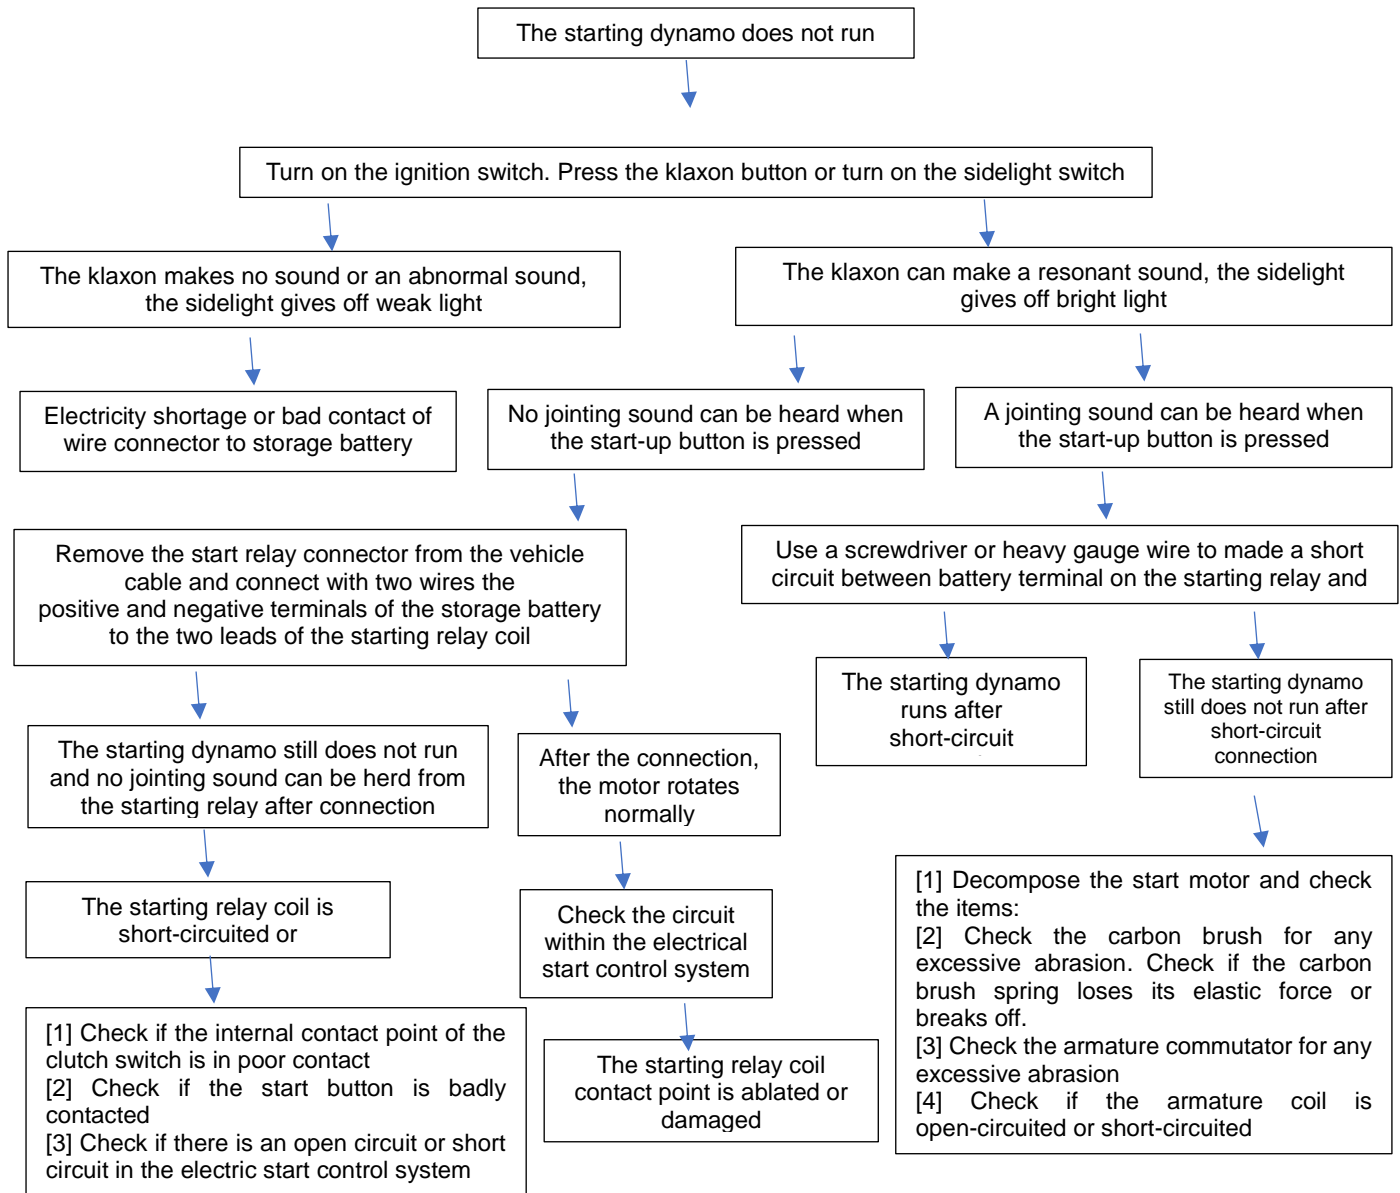 The starting dynamo does not run
Turn on the ignition switch. Press the klaxon button or turn on the sidelight switch
The klaxon makes no sound or an abnormal sound,
the sidelight gives off weak light
The klaxon can make a resonant sound, the sidelight
gives off bright light
Electricity shortage or bad contact of
wire connector to storage battery
No jointing sound can be heard when
the start-up button is pressed
A jointing sound can be heard when
the start-up button is pressed
Remove the start relay connector from the vehicle
cable and connect with two wires the
positive and negative terminals of the storage battery
to the two leads of the starting relay coil
Use a screwdriver or heavy gauge wire to made a short
circuit between battery terminal on the starting relay and
The starting dynamo
runs after
short-circuit
The starting dynamo
still does not run after
short-circuit
connection
The starting dynamo still does not run
and no jointing sound can be herd from
the starting relay after connection
After the connection,
the motor rotates
normally
The starting relay coil is
short-circuited or
Check the circuit
within the electrical
start control system
[1] Decompose the start motor and check
the items:
[2] Check the carbon brush for any
excessive abrasion. Check if the carbon
brush spring loses its elastic force or
breaks off.
[3] Check the armature commutator for any
excessive abrasion
[4] Check if the armature coil is
open-circuited or short-circuited
[1] Check if the internal contact point of the
clutch switch is in poor contact
[2] Check if the start button is badly
contacted
[3] Check if there is an open circuit or short
circuit in the electric start control system
The starting relay coil
contact point is ablated or
damaged